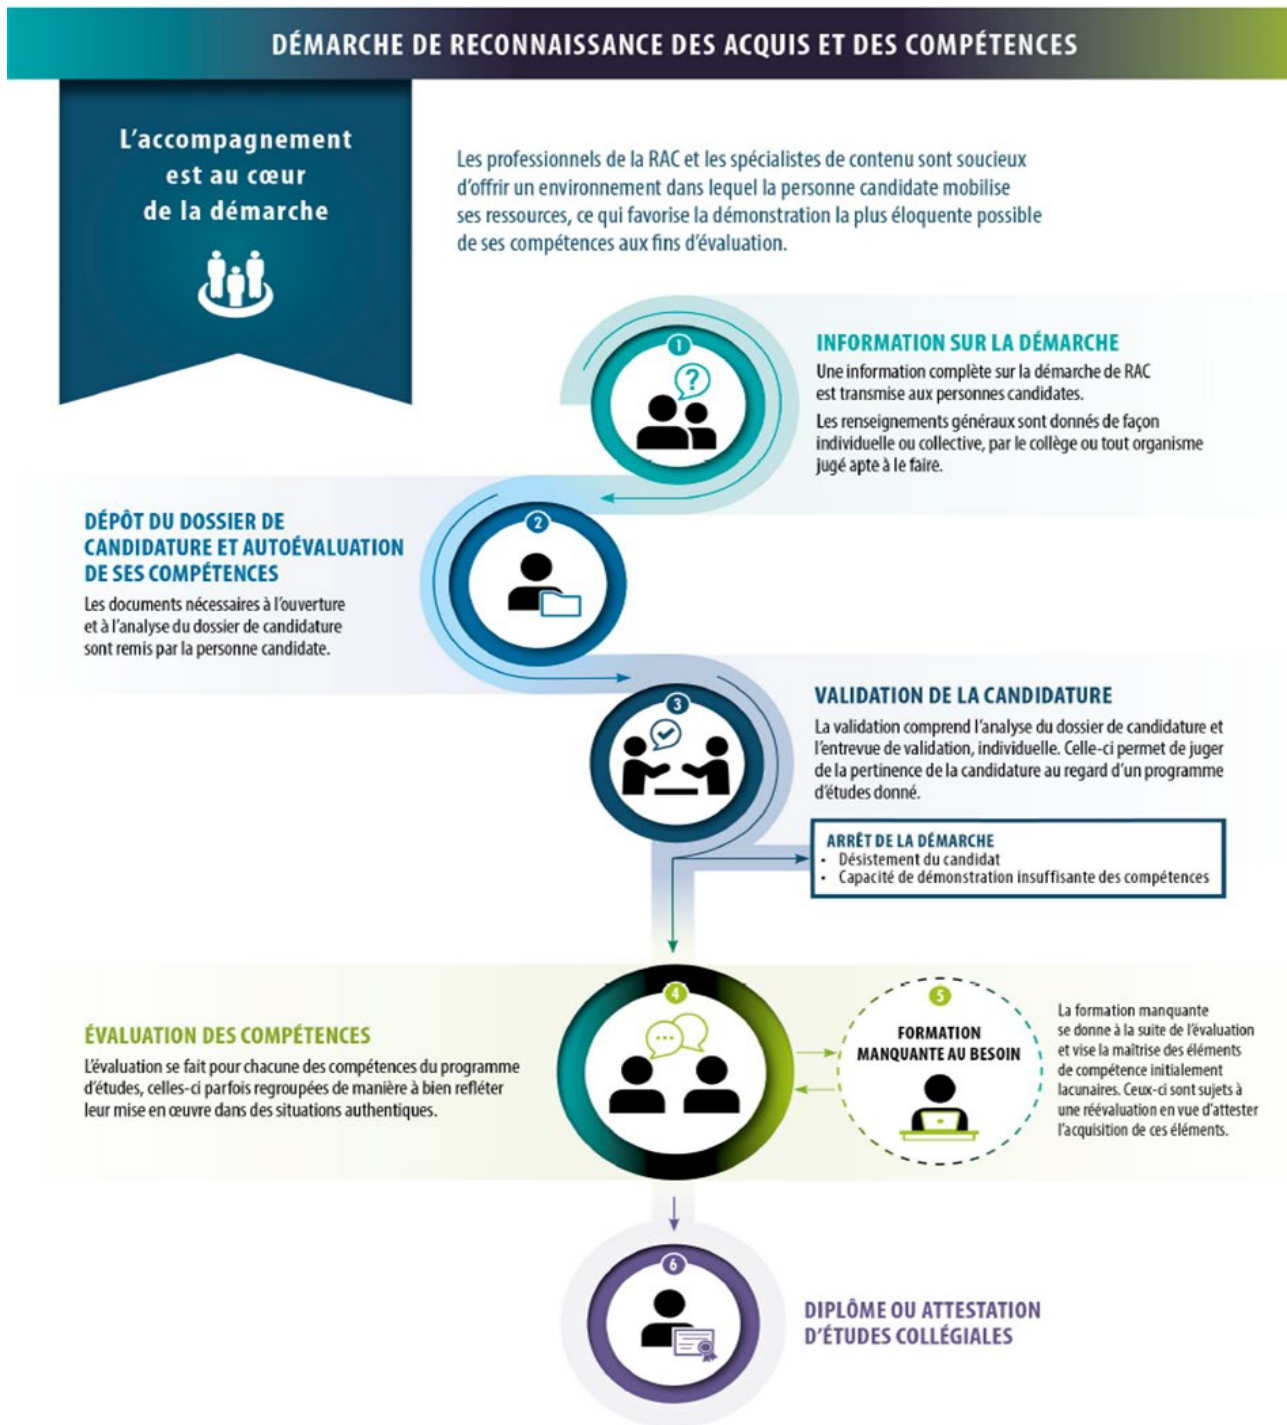 DÉMARCHE DE RECONNAISSANCE DES ACQUIS ET DES COMPÉTENCES
L'accompagnement
est au cœur
de la démarche
Les professionnels de la RAC et les spécialistes de contenu sont soucieux
d'offrir un environnement dans lequel la personne candidate mobilise
ses ressources, ce qui favorise la démonstration la plus éloquente possible
de ses compétences aux fins d'évaluation.
1
?
INFORMATION SUR LA DÉMARCHE
Une information complète sur la démarche de RAC
est transmise aux personnes candidates.
Les renseignements généraux sont donnés de façon
individuelle ou collective, par le collège ou tout organisme
jugé apte à le faire.
2
DÉPÔT DU DOSSIER DE
CANDIDATURE ET AUTOÉVALUATION
DE SES COMPÉTENCES
Les documents nécessaires à l'ouverture
et à l'analyse du dossier de candidature
sont remis par la personne candidate.
3
VALIDATION DE LA CANDIDATURE
La validation comprend l'analyse du dossier de candidature et
l'entrevue de validation, individuelle. Celle-ci permet de juger
de la pertinence de la candidature au regard d'un programme
d'études donné.
ARRÊT DE LA DÉMARCHE
• Désistement du candidat
• Capacité de démonstration insuffisante des compétences
4
ÉVALUATION DES COMPÉTENCES
L'évaluation se fait pour chacune des compétences du programme
d'études, celles-ci parfois regroupées de manière à bien refléter
leur mise en œuvre dans des situations authentiques.
5
FORMATION
MANQUANTE AU BESOIN
La formation manquante
se donne à la suite de l'évaluation
et vise la maîtrise des éléments
de compétence initialement
lacunaires. Ceux-ci sont sujets à
une réévaluation en vue d'attester
l'acquisition de ces éléments.
6
DIPLÔME OU ATTESTATION
D'ÉTUDES COLLÉGIALES